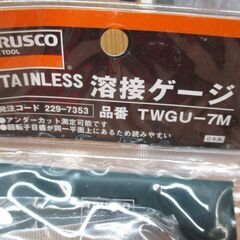 RUSCO
TOOL
TAINLESS 溶接ゲージ
発注コード 229-7353 品番 TWGU-7M
●アンダーカット測定可能です
●回転子目盛が同一平面上にあるため読みやすい
日本製